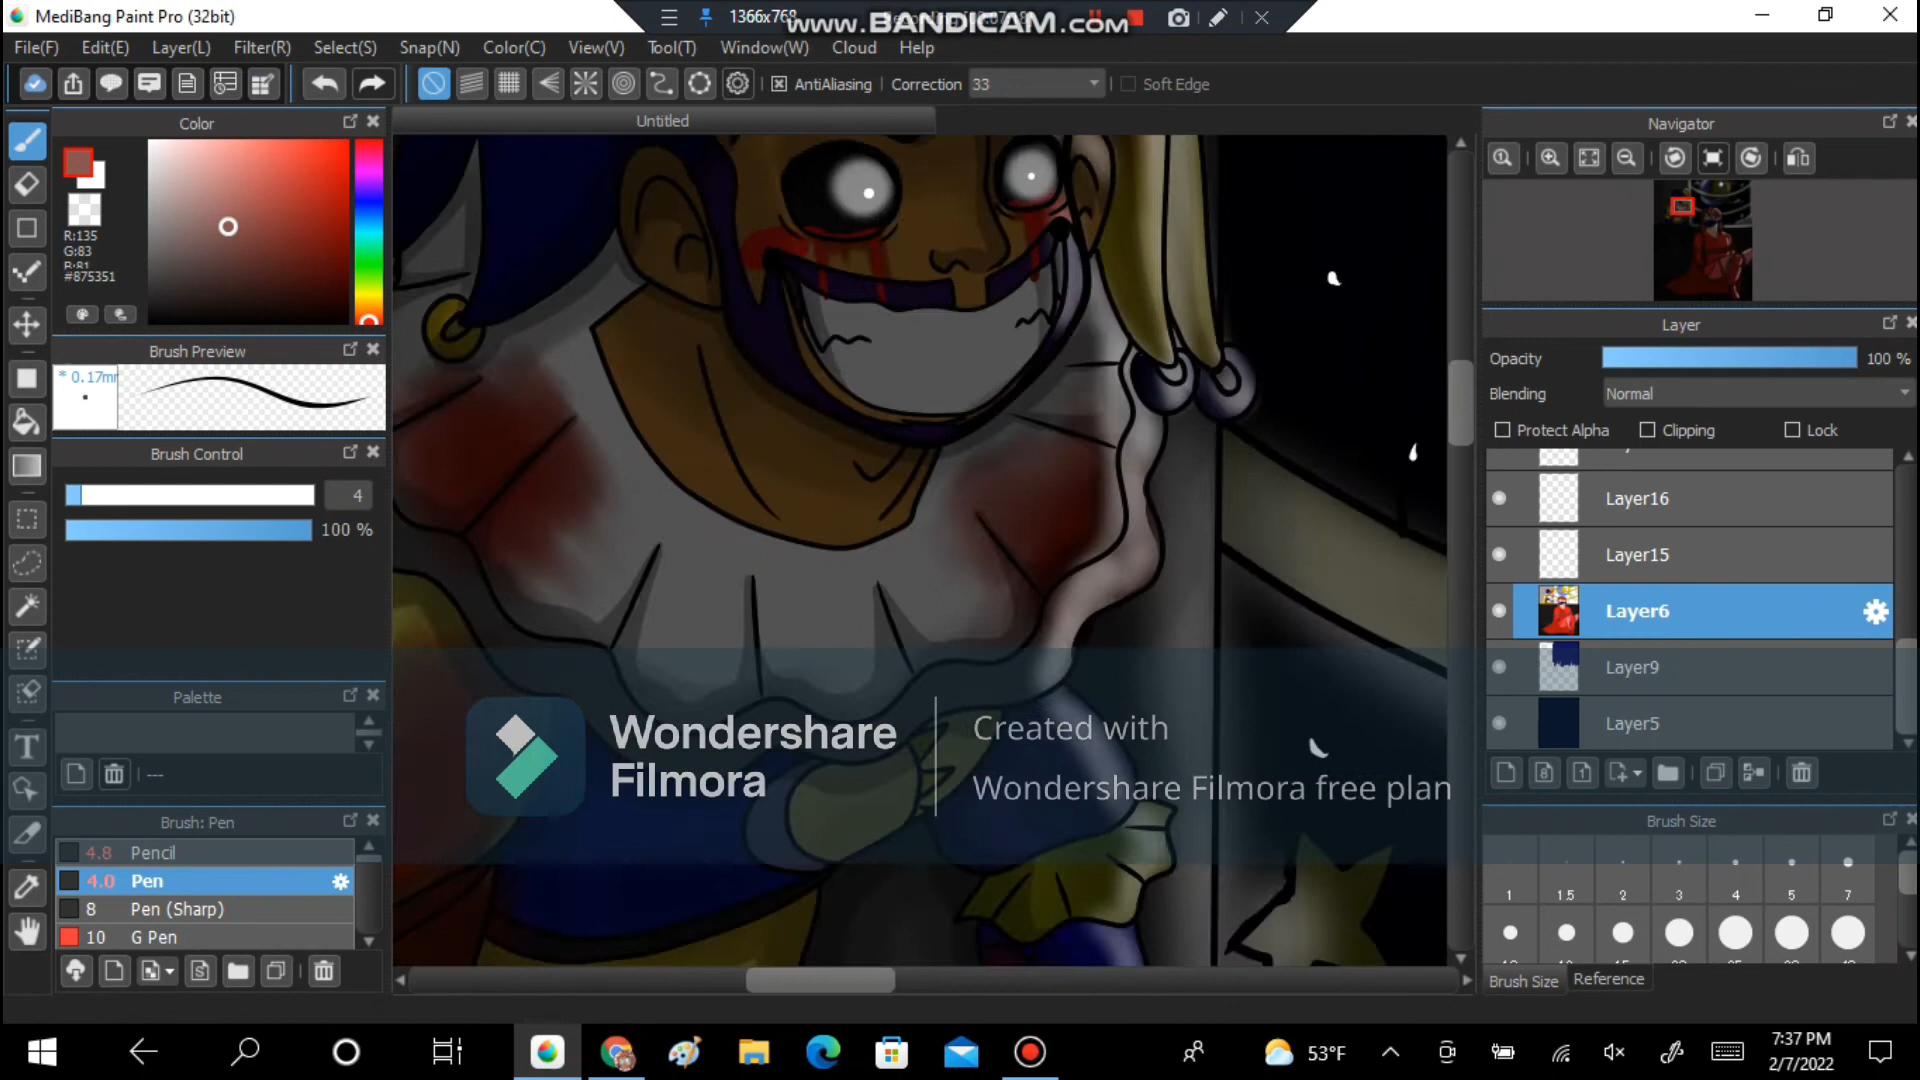 MediBang Paint Pro (32bit)
1366x768
www.BANDICAM.com
File(F) Edit(E) Layer(L) Filter(R) Select(S) Snap(N) Color(C) View(V) Tool(T) Window(W) Cloud Help
AntiAliasing Correction 33 Soft Edge
Color
Untitled
Navigator
R:135
G:83
B:81
#875351
Brush Preview
* 0.17m
Brush Control
4
100 %
Palette
---
Brush: Pen
4.8 Pencil
4.0 Pen
8 Pen (Sharp)
10 G Pen
Wondershare
Filmora
Created with
Wondershare Filmora free plan
Layer
Opacity 100 %
Blending Normal
Protect Alpha Clipping Lock
Layer16
Layer15
Layer6
Layer9
Layer5
Brush Size
1 1.5 2 3 4 5 7
Brush Size Reference
53°F
7:37 PM
2/7/2022